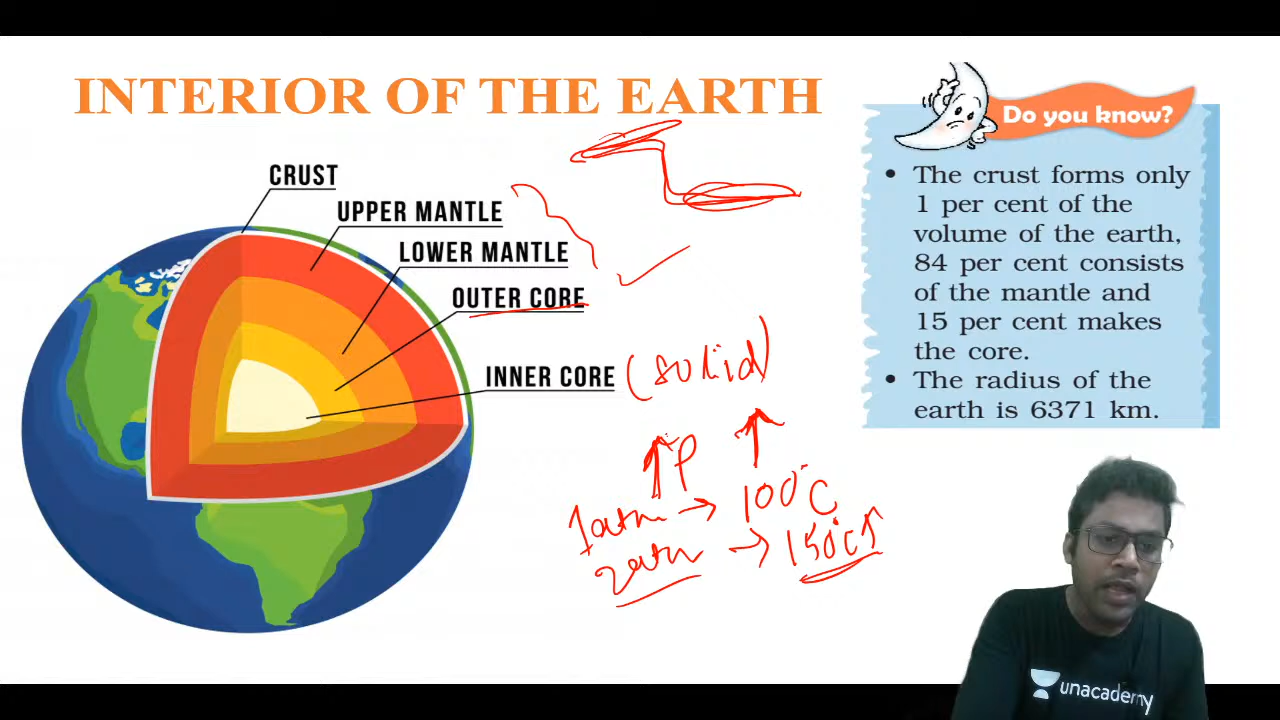 INTERIOR OF THE EARTH
CRUST
UPPER MANTLE
LOWER MANTLE
OUTER CORE
INNER CORE
(solid)
↑P ↑
1atm → 100°C
2atm → 150°C↑
Do you know?
• The crust forms only
1 per cent of the
volume of the earth,
84 per cent consists
of the mantle and
15 per cent makes
the core.
• The radius of the
earth is 6371 km.
unacademy